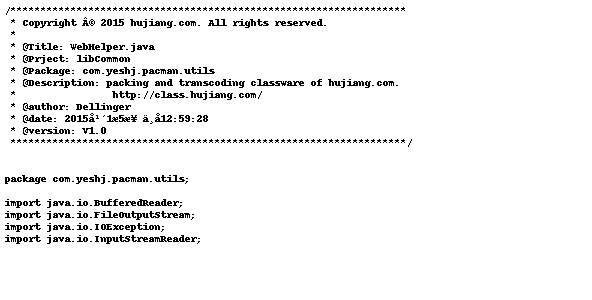 /******************************************************************
* Copyright Â© 2015 hujiang.com. All rights reserved.
*
* @Title: WebHelper.java
* @Prject: libCommon
* @Package: com.yeshj.pacman.utils
* @Description: packing and transcoding classware of hujiang.com.
* http://class.hujiang.com/
* @author: Dellinger
* @date: 2015å¹´1æ5æ¥ ä¸å12:59:28
* @version: V1.0
******************************************************************/
package com.yeshj.pacman.utils;
import java.io.BufferedReader;
import java.io.FileOutputStream;
import java.io.IOException;
import java.io.InputStreamReader;